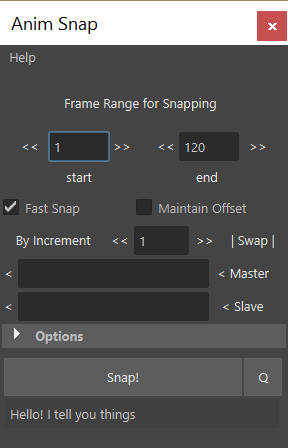 Anim Snap
×
Help
Frame Range for Snapping
<< 1 >> << 120 >>
start end
Fast Snap Maintain Offset
By Increment << 1 >> | Swap |
< < Master
< < Slave
Options
Snap! Q
Hello! I tell you things